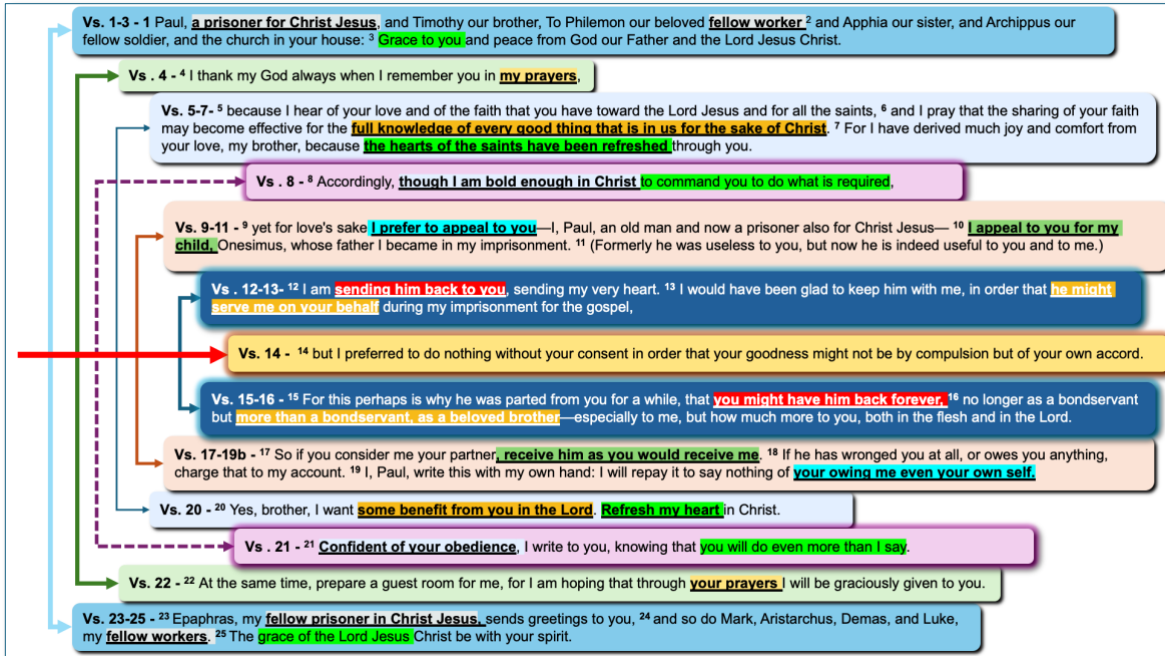 Vs. 1-3 - 1 Paul, a prisoner for Christ Jesus, and Timothy our brother, To Philemon our beloved fellow worker 2 and Apphia our sister, and Archippus our
fellow soldier, and the church in your house: 3 Grace to you and peace from God our Father and the Lord Jesus Christ.
Vs . 4 - 4 I thank my God always when I remember you in my prayers,
Vs. 5-7- 5 because I hear of your love and of the faith that you have toward the Lord Jesus and for all the saints, 6 and I pray that the sharing of your faith
may become effective for the full knowledge of every good thing that is in us for the sake of Christ. 7 For I have derived much joy and comfort from
your love, my brother, because the hearts of the saints have been refreshed through you.
Vs . 8 - 8 Accordingly, though I am bold enough in Christ to command you to do what is required,
Vs. 9-11 - 9 yet for love's sake I prefer to appeal to you—I, Paul, an old man and now a prisoner also for Christ Jesus— 10 I appeal to you for my
child, Onesimus, whose father I became in my imprisonment. 11 (Formerly he was useless to you, but now he is indeed useful to you and to me.)
Vs . 12-13- 12 I am sending him back to you, sending my very heart. 13 I would have been glad to keep him with me, in order that he might
serve me on your behalf during my imprisonment for the gospel,
Vs. 14 - 14 but I preferred to do nothing without your consent in order that your goodness might not be by compulsion but of your own accord.
Vs. 15-16 - 15 For this perhaps is why he was parted from you for a while, that you might have him back forever, 16 no longer as a bondservant
but more than a bondservant, as a beloved brother—especially to me, but how much more to you, both in the flesh and in the Lord.
Vs. 17-19b - 17 So if you consider me your partner, receive him as you would receive me. 18 If he has wronged you at all, or owes you anything,
charge that to my account. 19 I, Paul, write this with my own hand: I will repay it to say nothing of your owing me even your own self.
Vs. 20 - 20 Yes, brother, I want some benefit from you in the Lord. Refresh my heart in Christ.
Vs . 21 - 21 Confident of your obedience, I write to you, knowing that you will do even more than I say.
Vs. 22 - 22 At the same time, prepare a guest room for me, for I am hoping that through your prayers I will be graciously given to you.
Vs. 23-25 - 23 Epaphras, my fellow prisoner in Christ Jesus, sends greetings to you, 24 and so do Mark, Aristarchus, Demas, and Luke,
my fellow workers. 25 The grace of the Lord Jesus Christ be with your spirit.